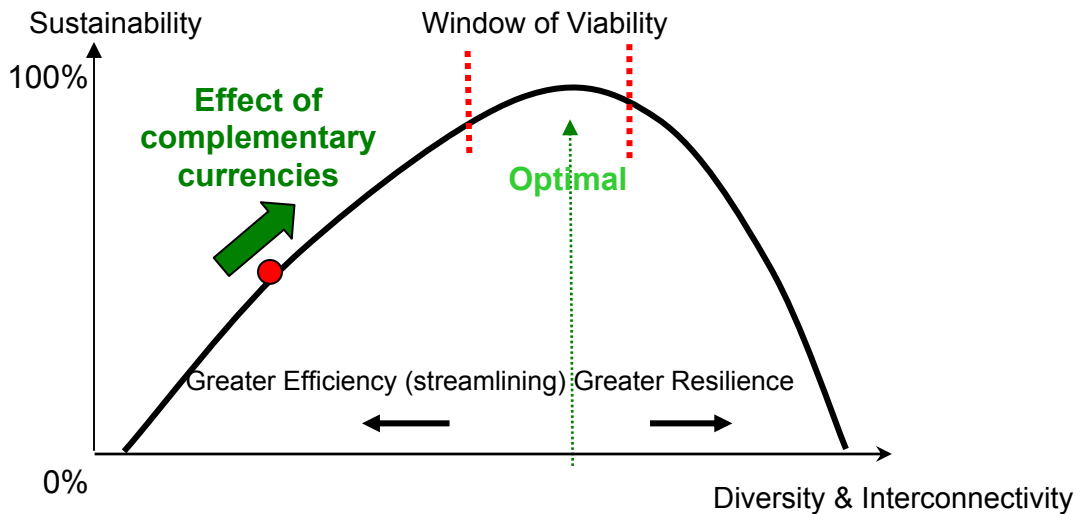 Sustainability
Window of Viability
100%
Effect of
complementary
currencies
Optimal
Greater Efficiency (streamlining)
Greater Resilience
0%
Diversity & Interconnectivity